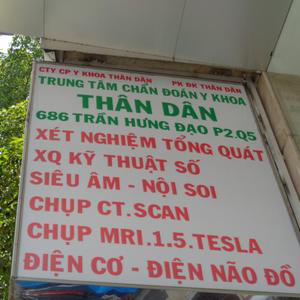 CTY CP Y KHOA THÂN DÂN PK ĐK THÂN DÂN
TRUNG TÂM CHẨN ĐOÁN Y KHOA
THÂN DÂN
686 TRẦN HƯNG ĐẠO P2.Q5
XÉT NGHIỆM TỔNG QUÁT
XQ KỸ THUẬT SỐ
SIÊU ÂM - NỘI SOI
CHỤP CT.SCAN
CHỤP MRI.1.5.TESLA
ĐIỆN CƠ - ĐIỆN NÃO ĐỒ